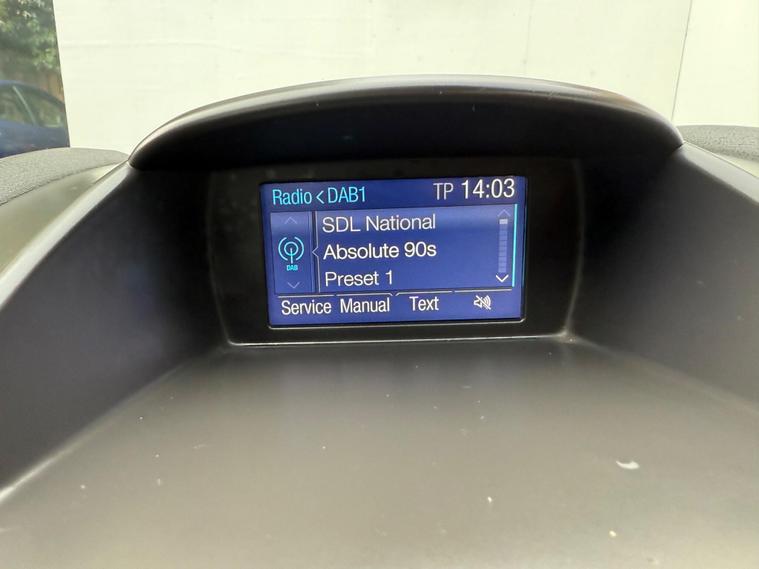 Radio < DAB1 TP 14:03
SDL National
Absolute 90s
DAB
Preset 1
Service Manual Text